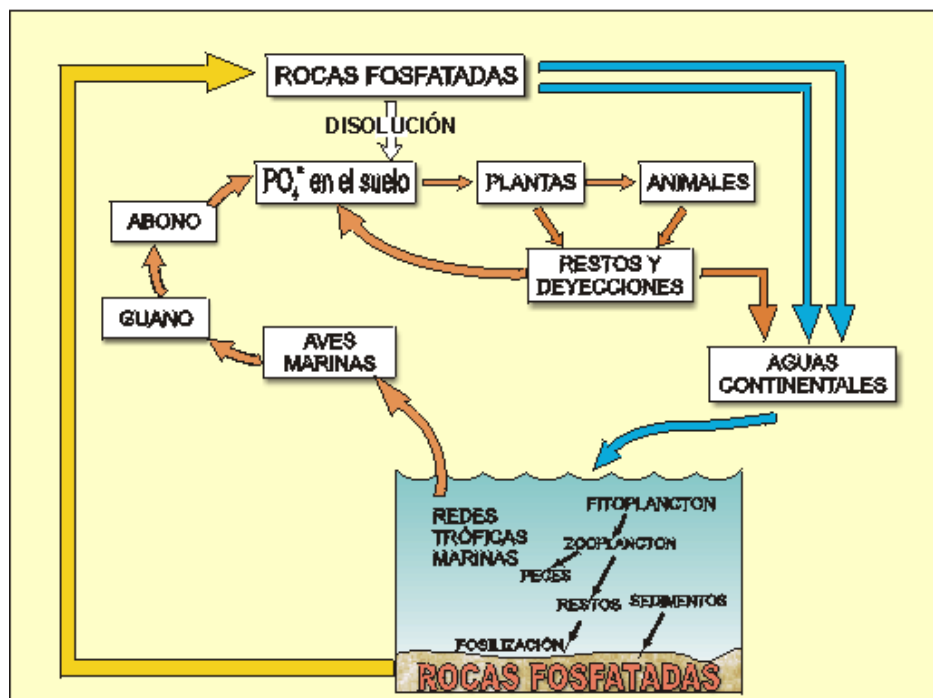 ROCAS FOSFATADAS
DISOLUCIÓN
PO₄⁼ en el suelo
PLANTAS
ANIMALES
ABONO
RESTOS Y
DEYECCIONES
GUANO
AVES
MARINAS
AGUAS
CONTINENTALES
REDES
TRÓFICAS
MARINAS
FITOPLANCTON
ZOOPLANCTON
PECES
RESTOS
SEDIMENTOS
FOSILIZACIÓN
ROCAS FOSFATADAS